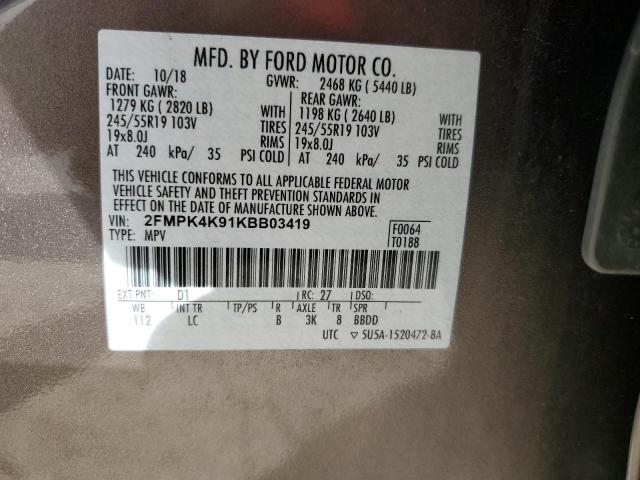 MFD. BY FORD MOTOR CO.
DATE: 10/18 GVWR: 2468 KG ( 5440 LB)
FRONT GAWR: REAR GAWR:
1279 KG ( 2820 LB) WITH 1198 KG ( 2640 LB) WITH
245/55R19 103V TIRES 245/55R19 103V TIRES
19x8.0J RIMS 19x8.0J RIMS
AT 240 kPa/ 35 PSI COLD AT 240 kPa/ 35 PSI COLD
THIS VEHICLE CONFORMS TO ALL APPLICABLE FEDERAL MOTOR
VEHICLE SAFETY AND THEFT PREVENTION STANDARDS IN
EFFECT ON THE DATE OF MANUFACTURE SHOWN ABOVE.
VIN: 2FMPK4K91KBB03419 F0064
TYPE: MPV T0188
EXT PNT: D1 RC: 27 DSO:
WB INT TR TP/PS R AXLE TR SPR
112 LC B 3K 8 BBDD
UTC ▽ 5U5A-1520472-BA